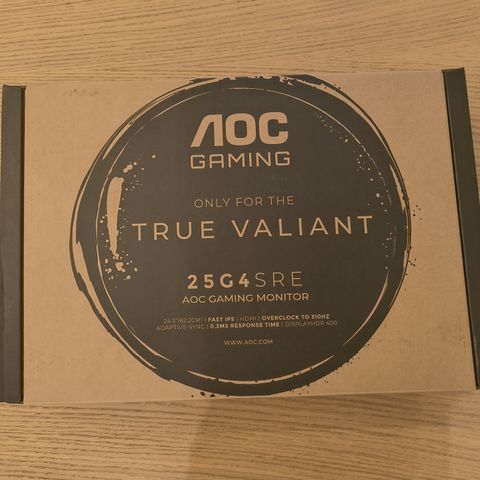 AOC
GAMING
ONLY FOR THE
TRUE VALIANT
25G4SRE
AOC GAMING MONITOR
24.5"(62.2CM) | FAST IPS | HDMI | OVERCLOCK TO 310HZ
ADAPTIVE-SYNC | 0.3MS RESPONSE TIME | DISPLAYHDR 400
WWW.AOC.COM